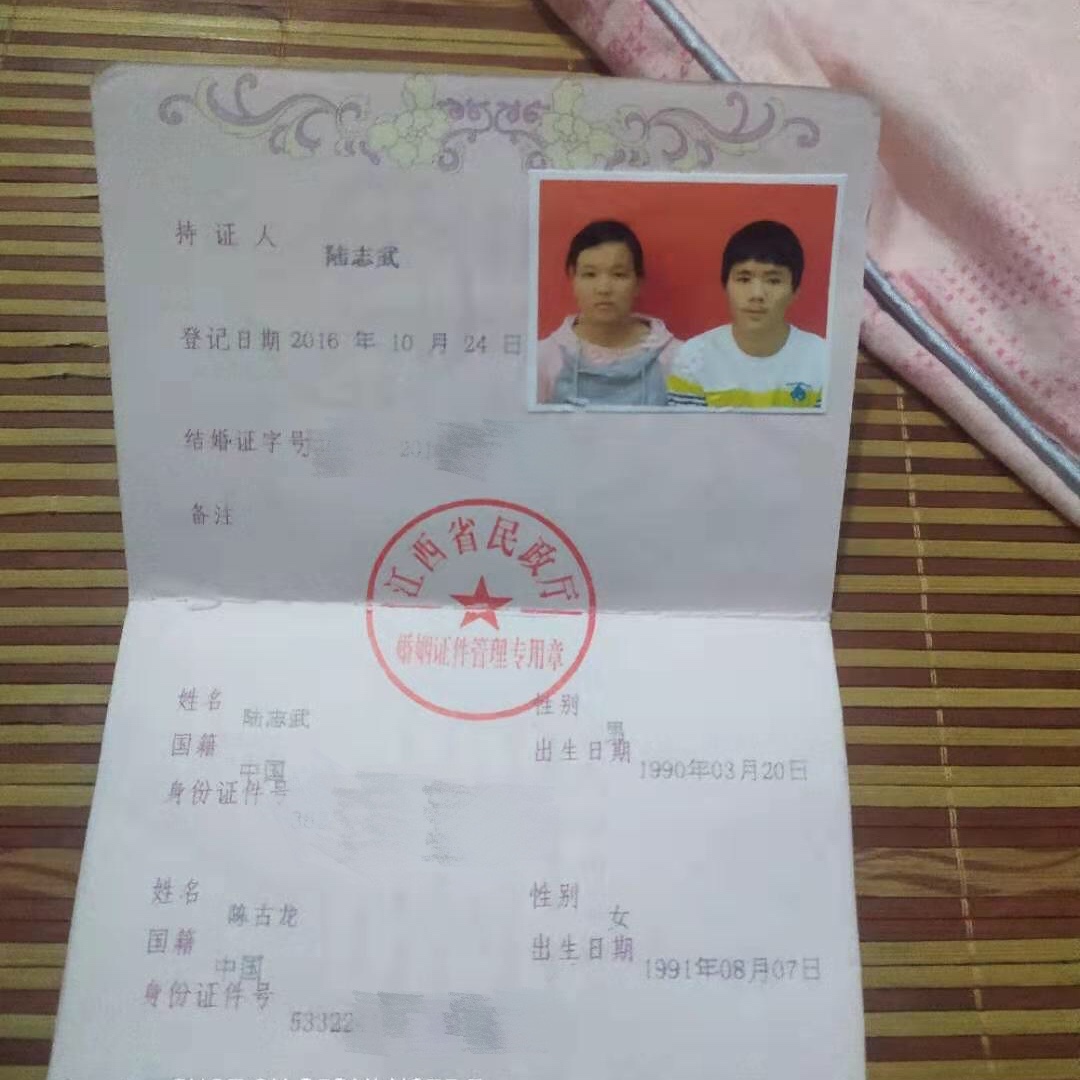 持证人 陆志武
登记日期 2016 年 10 月 24 日
结婚证字号
备注
江西省民政厅
婚姻证件管理专用章
姓名 陆志武 性别 男
国籍 中国 出生日期 1990年03月20日
身份证件号
姓名 陈古龙 性别 女
国籍 中国 出生日期 1991年08月07日
身份证件号 53322